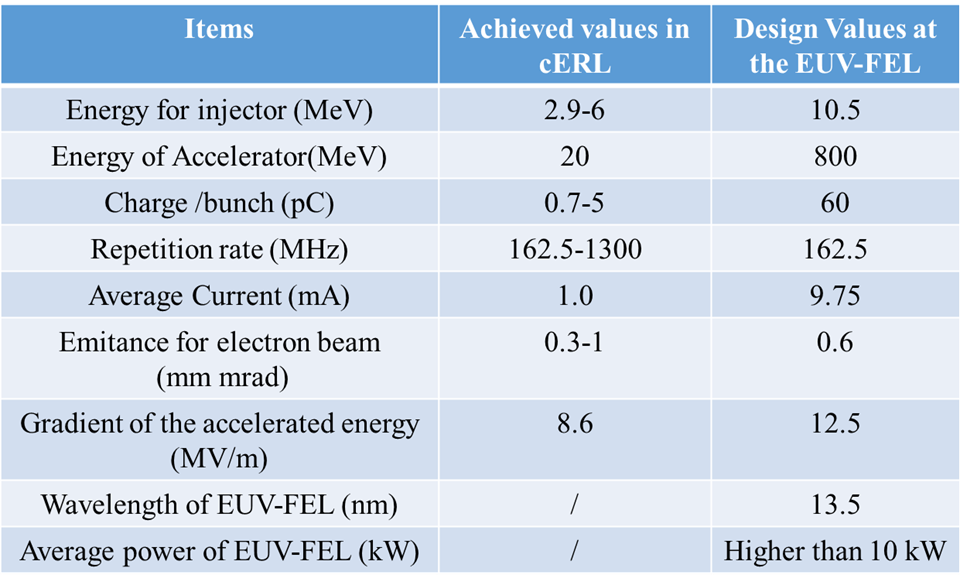 Items
Achieved values in
cERL
Design Values at
the EUV-FEL
Energy for injector (MeV)
2.9-6
10.5
Energy of Accelerator(MeV)
20
800
Charge /bunch (pC)
0.7-5
60
Repetition rate (MHz)
162.5-1300
162.5
Average Current (mA)
1.0
9.75
Emitance for electron beam
(mm mrad)
0.3-1
0.6
Gradient of the accelerated energy
(MV/m)
8.6
12.5
Wavelength of EUV-FEL (nm)
/
13.5
Average power of EUV-FEL (kW)
/
Higher than 10 kW